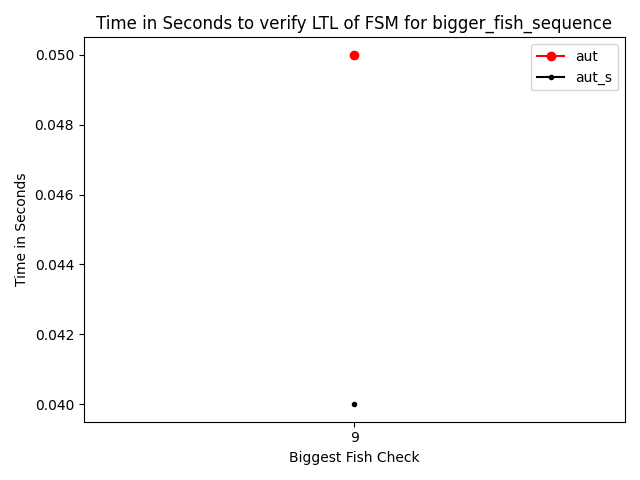 Time in Seconds to verify LTL of FSM for bigger_fish_sequence
aut
aut_s
0.050
0.048
0.046
0.044
0.042
0.040
Time in Seconds
9
Biggest Fish Check